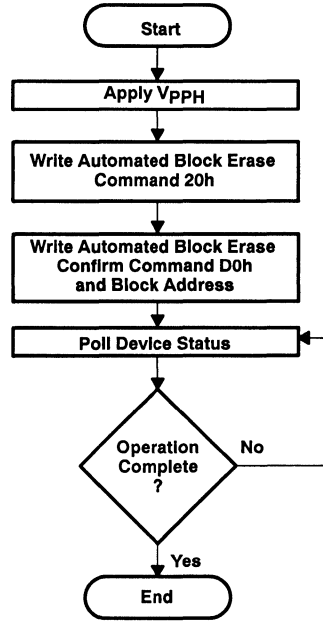 Start
Apply VPPH
Write Automated Block Erase
Command 20h
Write Automated Block Erase
Confirm Command D0h
and Block Address
Poll Device Status
Operation
Complete
?
No
Yes
End